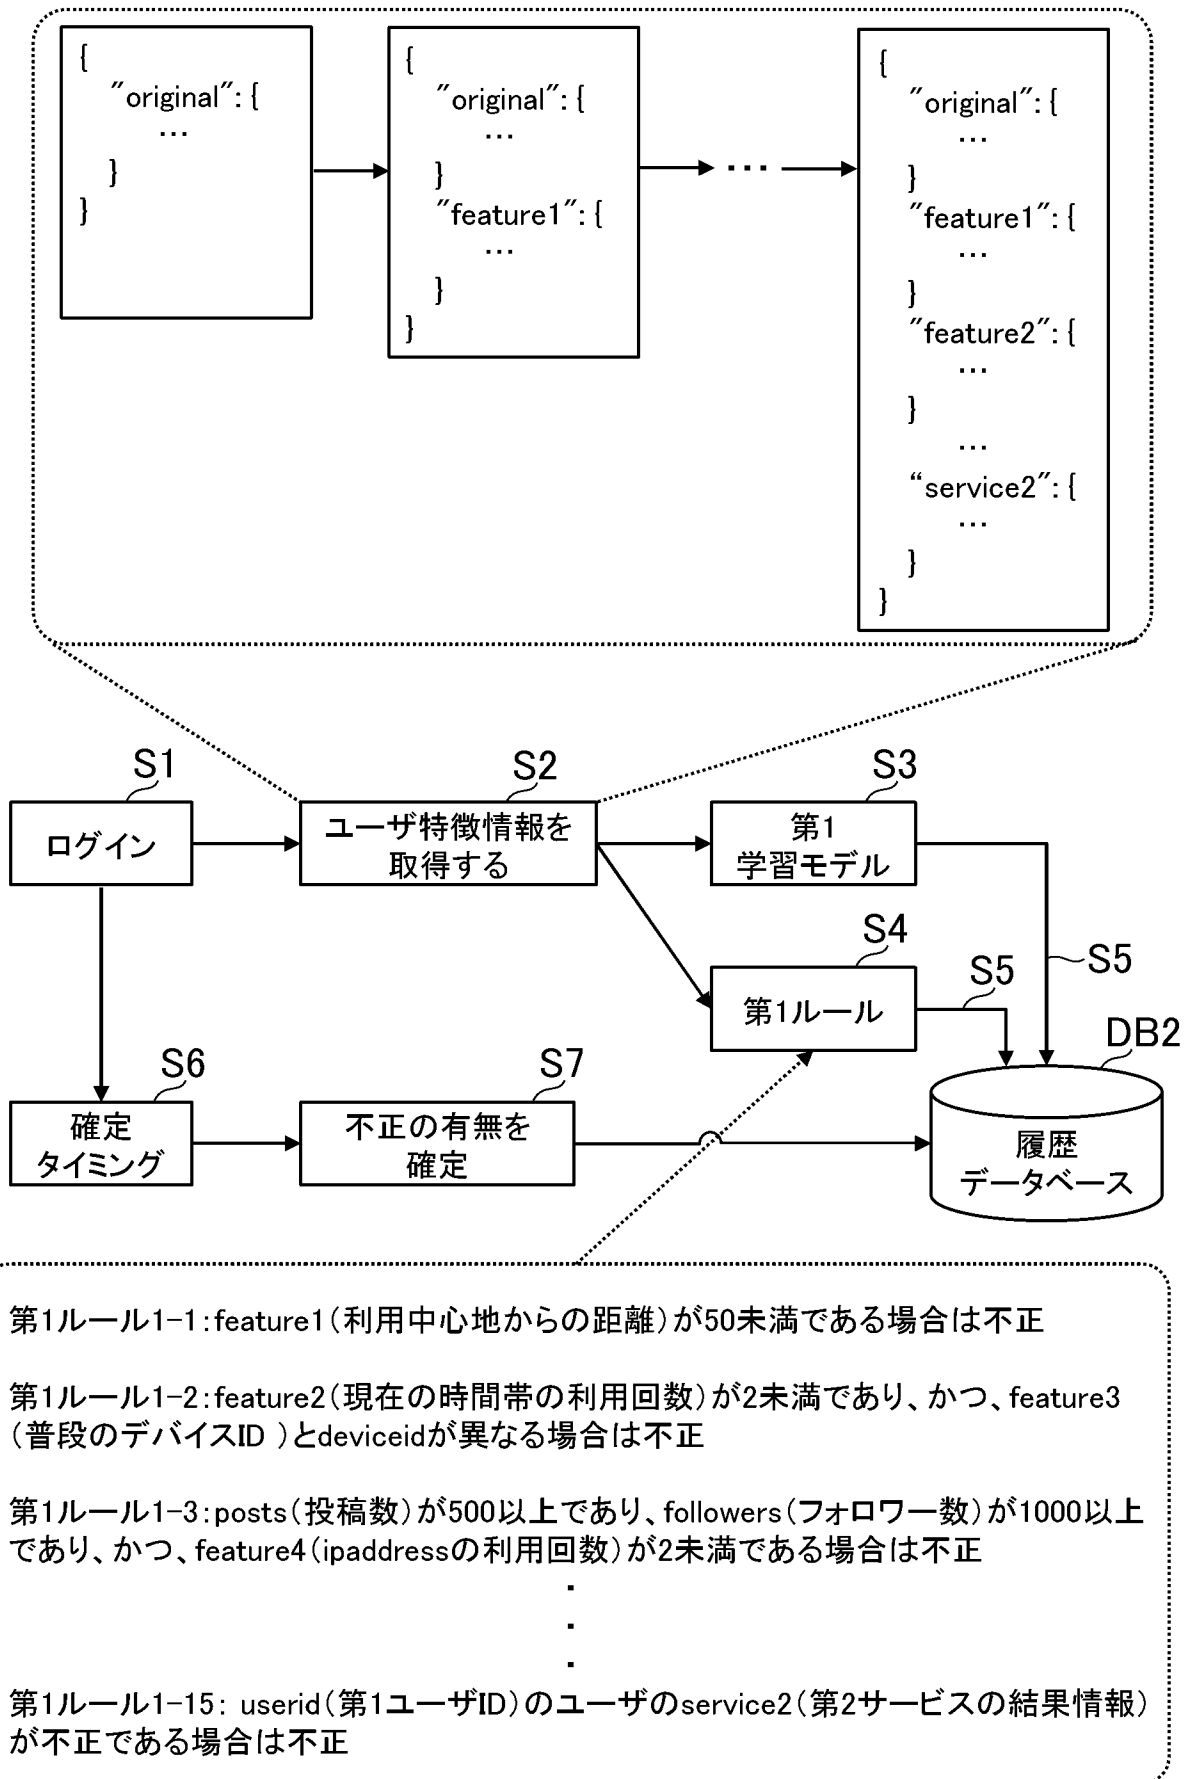 {
"original": {
...
}
}
{
"original": {
...
}
"feature1": {
...
}
}
...
{
"original": {
...
}
"feature1": {
...
}
"feature2": {
...
}
...
"service2": {
...
}
}
S1
ログイン
S2
ユーザ特徴情報を
取得する
S3
第1
学習モデル
S4
第1ルール
S5
S5
DB2
履歴
データベース
S6
確定
タイミング
S7
不正の有無を
確定
第1ルール1-1:feature1(利用中心地からの距離)が50未満である場合は不正
第1ルール1-2:feature2(現在の時間帯の利用回数)が2未満であり、かつ、feature3
(普段のデバイスID )とdeviceidが異なる場合は不正
第1ルール1-3:posts(投稿数)が500以上であり、followers(フォロワー数)が1000以上
であり、かつ、feature4(ipaddressの利用回数)が2未満である場合は不正
・
・
・
第1ルール1-15: userid(第1ユーザID)のユーザのservice2(第2サービスの結果情報)
が不正である場合は不正